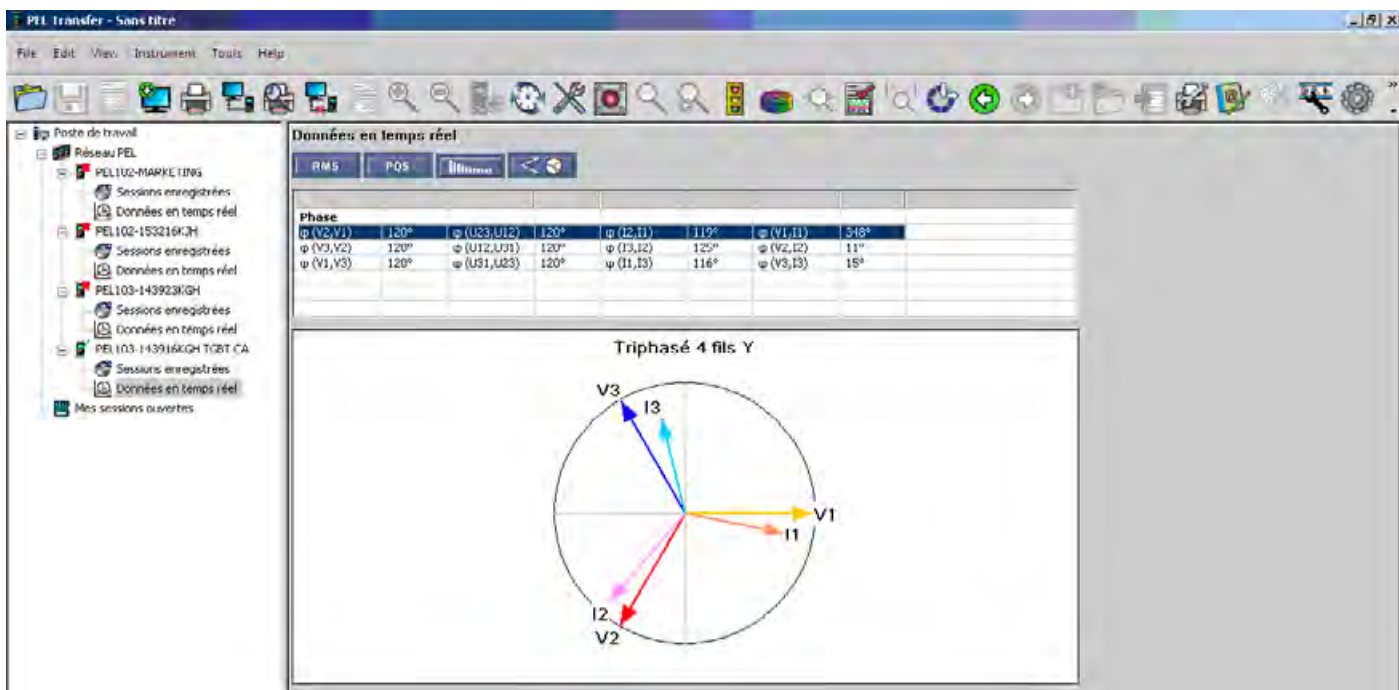 PEL Transfer - Sans titre
File Edit View Instrument Tools Help
Poste de travail
Réseau PEL
PEL102-MARKETING
Sessions enregistrées
Données en temps réel
PEL102-153216KJH
Sessions enregistrées
Données en temps réel
PEL103-143923KGH
Sessions enregistrées
Données en temps réel
PEL103-143916KGH TGBT CA
Sessions enregistrées
Données en temps réel
Mes sessions ouvertes
Données en temps réel
RMS PQS
Phase
φ (V2,V1) 120° φ (U23,U12) 120° φ (I2,I1) 119° φ (V1,I1) 348°
φ (V3,V2) 120° φ (U12,U31) 120° φ (I3,I2) 125° φ (V2,I2) 11°
φ (V1,V3) 120° φ (U31,U23) 120° φ (I1,I3) 116° φ (V3,I3) 15°
Triphasé 4 fils Y
V3
I3
V1
I1
I2
V2